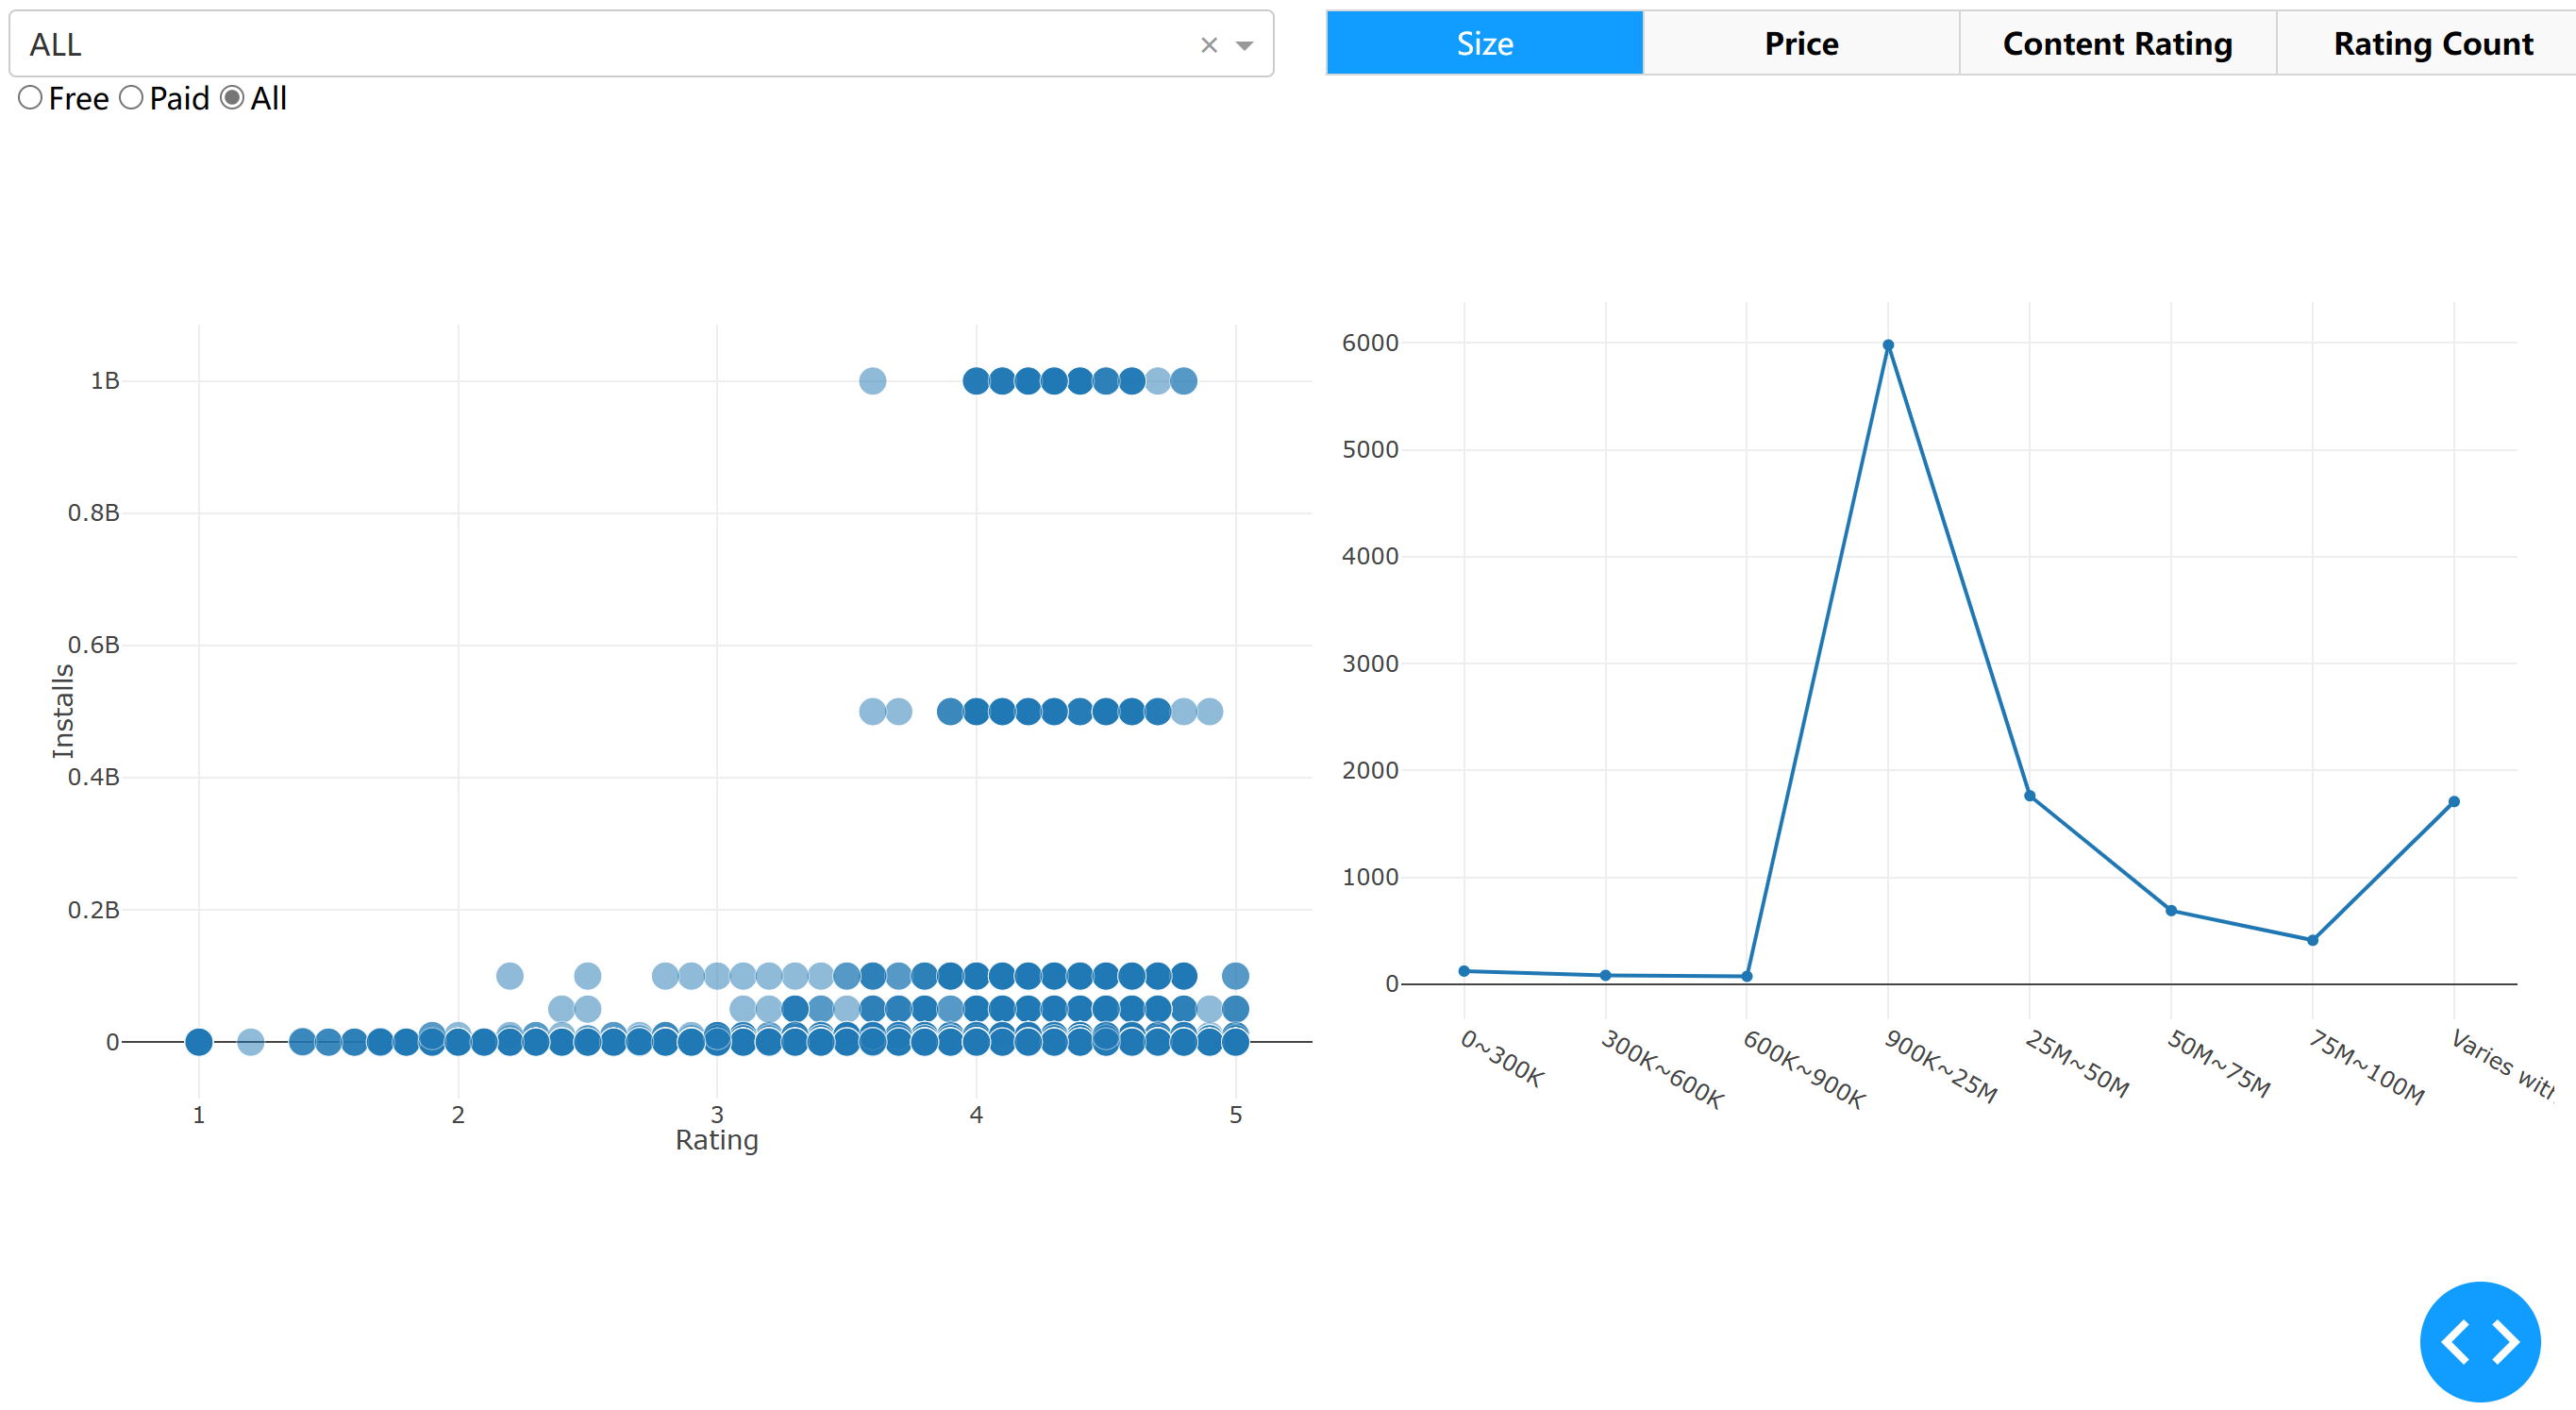 ALL
Free Paid All
Size Price Content Rating Rating Count
1B
0.8B
0.6B
0.4B
0.2B
0
Installs
1 2 3 4 5
Rating
6000
5000
4000
3000
2000
1000
0
0~300K 300K~600K 600K~900K 900K~25M 25M~50M 50M~75M 75M~100M Varies wit